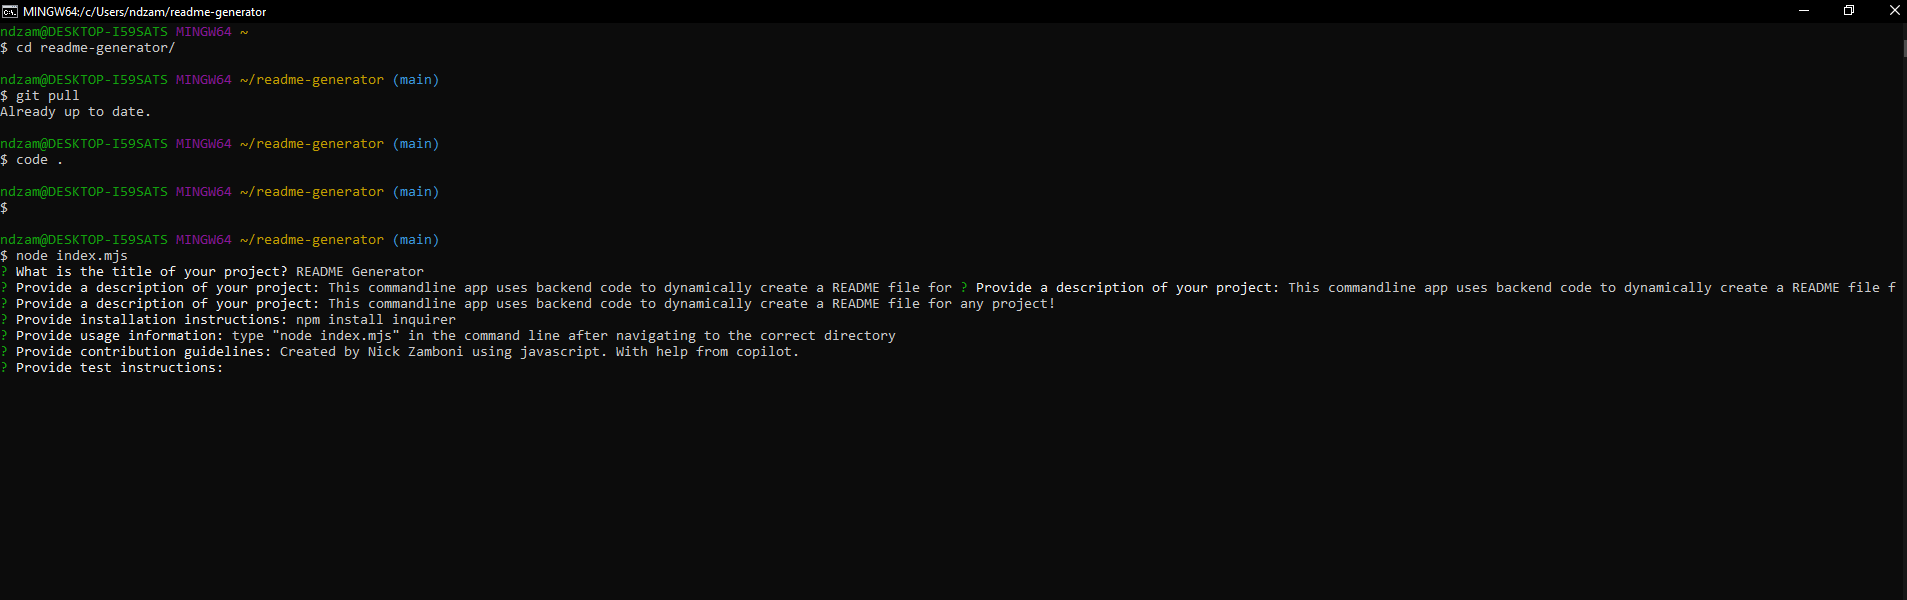 MINGW64:/c/Users/ndzam/readme-generator
ndzam@DESKTOP-I59SATS MINGW64 ~
$ cd readme-generator/
ndzam@DESKTOP-I59SATS MINGW64 ~/readme-generator (main)
$ git pull
Already up to date.
ndzam@DESKTOP-I59SATS MINGW64 ~/readme-generator (main)
$ code .
ndzam@DESKTOP-I59SATS MINGW64 ~/readme-generator (main)
$
ndzam@DESKTOP-I59SATS MINGW64 ~/readme-generator (main)
$ node index.mjs
? What is the title of your project? README Generator
? Provide a description of your project: This commandline app uses backend code to dynamically create a README file for ? Provide a description of your project: This commandline app uses backend code to dynamically create a README file f
? Provide a description of your project: This commandline app uses backend code to dynamically create a README file for any project!
? Provide installation instructions: npm install inquirer
? Provide usage information: type "node index.mjs" in the command line after navigating to the correct directory
? Provide contribution guidelines: Created by Nick Zamboni using javascript. With help from copilot.
? Provide test instructions: